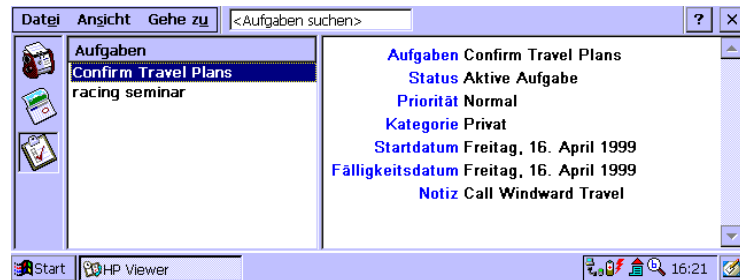 Datei Ansicht Gehe zu <Aufgaben suchen> ? ×
Aufgaben
Confirm Travel Plans
racing seminar
Aufgaben Confirm Travel Plans
Status Aktive Aufgabe
Priorität Normal
Kategorie Privat
Startdatum Freitag, 16. April 1999
Fälligkeitsdatum Freitag, 16. April 1999
Notiz Call Windward Travel
Start HP Viewer 16:21